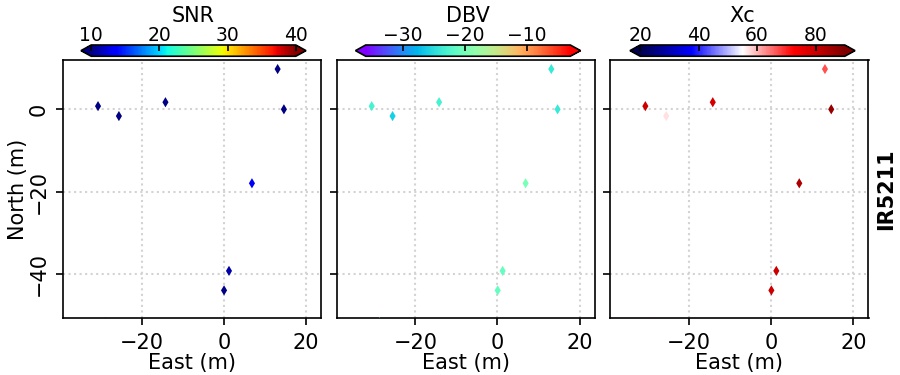 SNR DBV Xc
10 20 30 40 −30 −20 −10 20 40 60 80
0
−20
−40
North (m)
IR5211
−20 0 20 −20 0 20 −20 0 20
East (m) East (m) East (m)